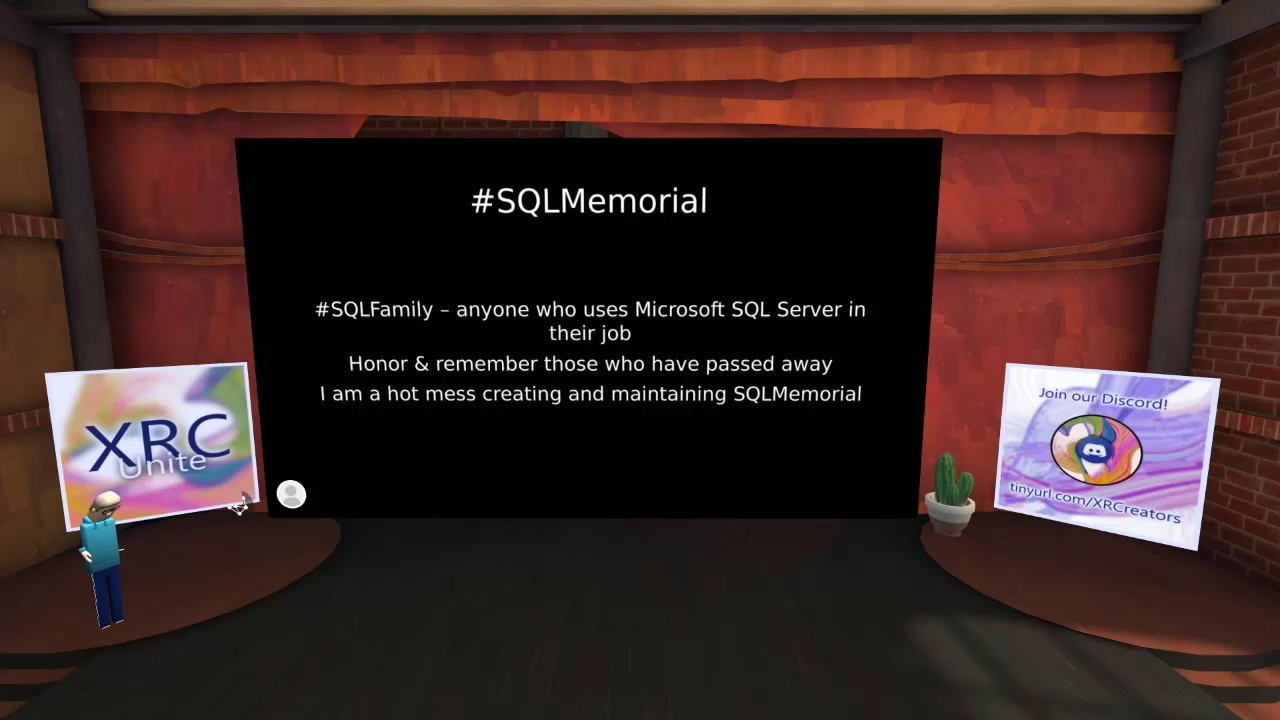 #SQLMemorial
#SQLFamily – anyone who uses Microsoft SQL Server in
their job
Honor & remember those who have passed away
I am a hot mess creating and maintaining SQLMemorial
XRC
Unite
Join our Discord!
tinyurl.com/XRCreators